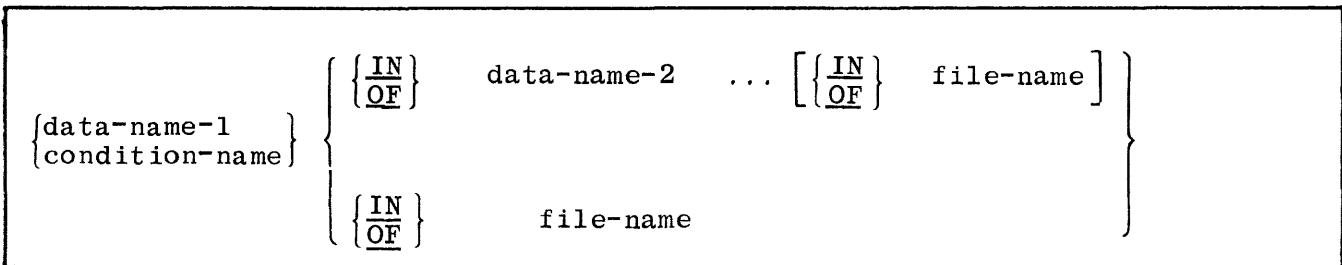 IN IN
data-name-2 ... file-name
OF OF
data-name-1
condition-name
IN
file-name
OF